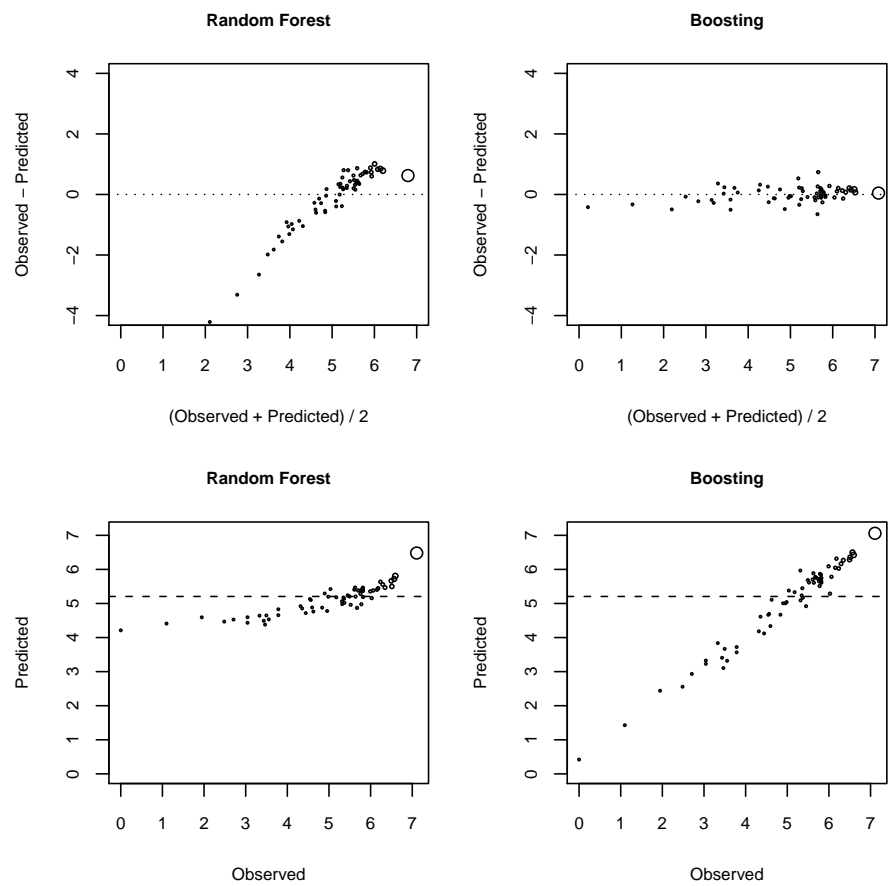 Random Forest
Observed − Predicted
4
2
0
−2
−4
0 1 2 3 4 5 6 7
(Observed + Predicted) / 2
Boosting
Observed − Predicted
4
2
0
−2
−4
0 1 2 3 4 5 6 7
(Observed + Predicted) / 2
Random Forest
Predicted
7
6
5
4
3
2
1
0
0 1 2 3 4 5 6 7
Observed
Boosting
Predicted
7
6
5
4
3
2
1
0
0 1 2 3 4 5 6 7
Observed